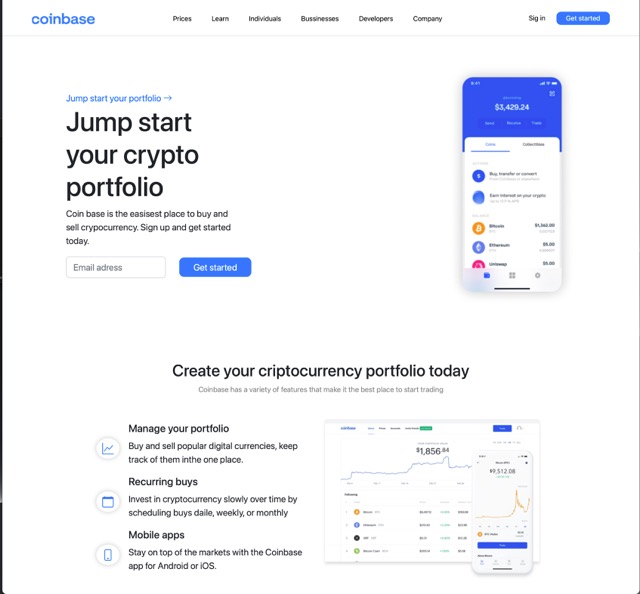 coinbase
Prices Learn Individuals Bussinesses Developers Company
Sign in Get started
Jump start your portfolio →
Jump start
your crypto
portfolio
Coin base is the easisest place to buy and
sell crypocurrency. Sign up and get started
today.
Email adress Get started
$3,429.24
Send Receive Trade
Coins Collectibles
Buy, transfer or convert
Earn interest on your crypto
Bitcoin $1,342.00
Ethereum $5.00
Uniswap $5.00
Create your criptocurrency portfolio today
Coinbase has a variety of features that make it the best place to start trading
Manage your portfolio
Buy and sell popular digital currencies, keep
track of them inthe one place.
Recurring buys
Invest in cryptocurrency slowly over time by
scheduling buys daile, weekly, or monthly
Mobile apps
Stay on top of the markets with the Coinbase
app for Android or iOS.
coinbase
$1,856.84
Following
Bitcoin
Ethereum
XRP
Bitcoin Cash
$9,512.08